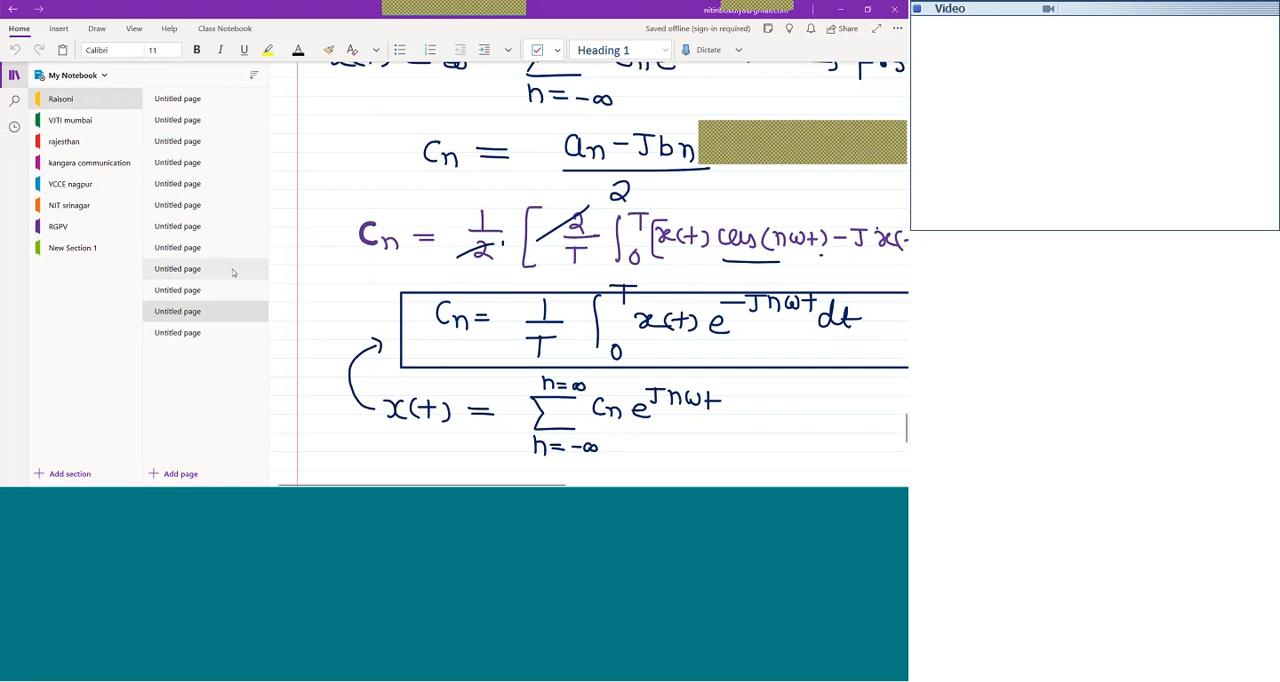 Video
Saved offline (sign-in required)
Share
Home Insert Draw View Help Class Notebook
Calibri 11 B I U A Heading 1 Dictate
My Notebook
Raisoni
VJTI mumbai
rajesthan
kangara communication
YCCE nagpur
NIT srinagar
RGPV
New Section 1
Untitled page
Untitled page
Untitled page
Untitled page
Untitled page
Untitled page
Untitled page
Untitled page
Untitled page
Untitled page
Untitled page
Untitled page
Add section
Add page
n = -∞
Cn = (an - Jbn) / 2
Cn = 1/2 [ 2/T ∫0^T [x(t) cos(nωt) - J x(
Cn = 1/T ∫0^T x(t) e^(-Jnωt) dt
x(t) = Σ_(n=-∞)^(n=∞) Cn e^(Jnωt)